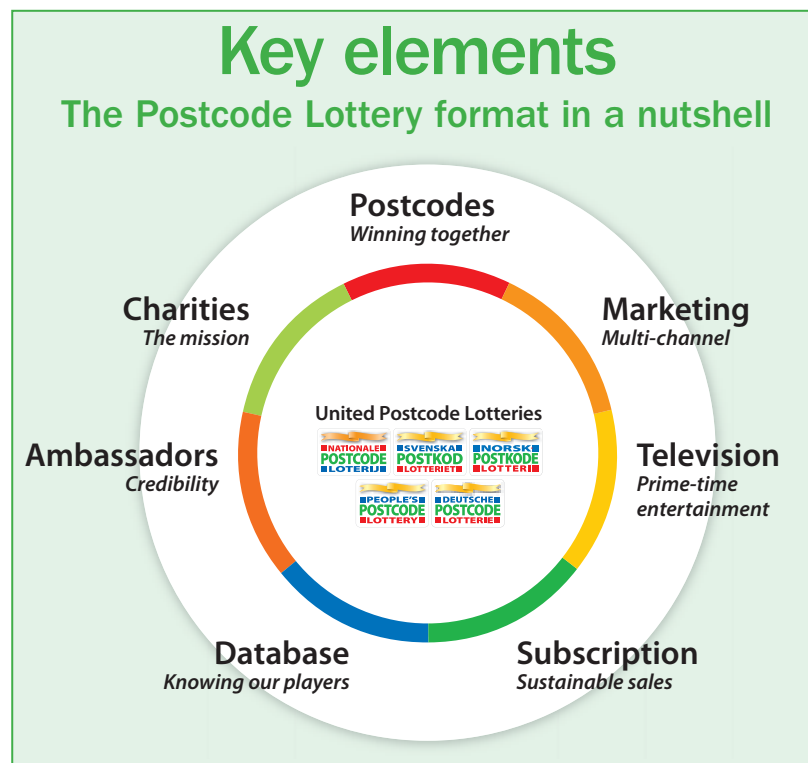 Key elements
The Postcode Lottery format in a nutshell
Postcodes
Winning together
Charities
The mission
Marketing
Multi-channel
United Postcode Lotteries
NATIONALE
POSTCODE
LOTERIJ
SVENSKA
POSTKOD
LOTTERIET
NORSK
POSTKODE
LOTTERI
PEOPLE'S
POSTCODE
LOTTERY
DEUTSCHE
POSTCODE
LOTTERIE
Ambassadors
Credibility
Television
Prime-time
entertainment
Database
Knowing our players
Subscription
Sustainable sales